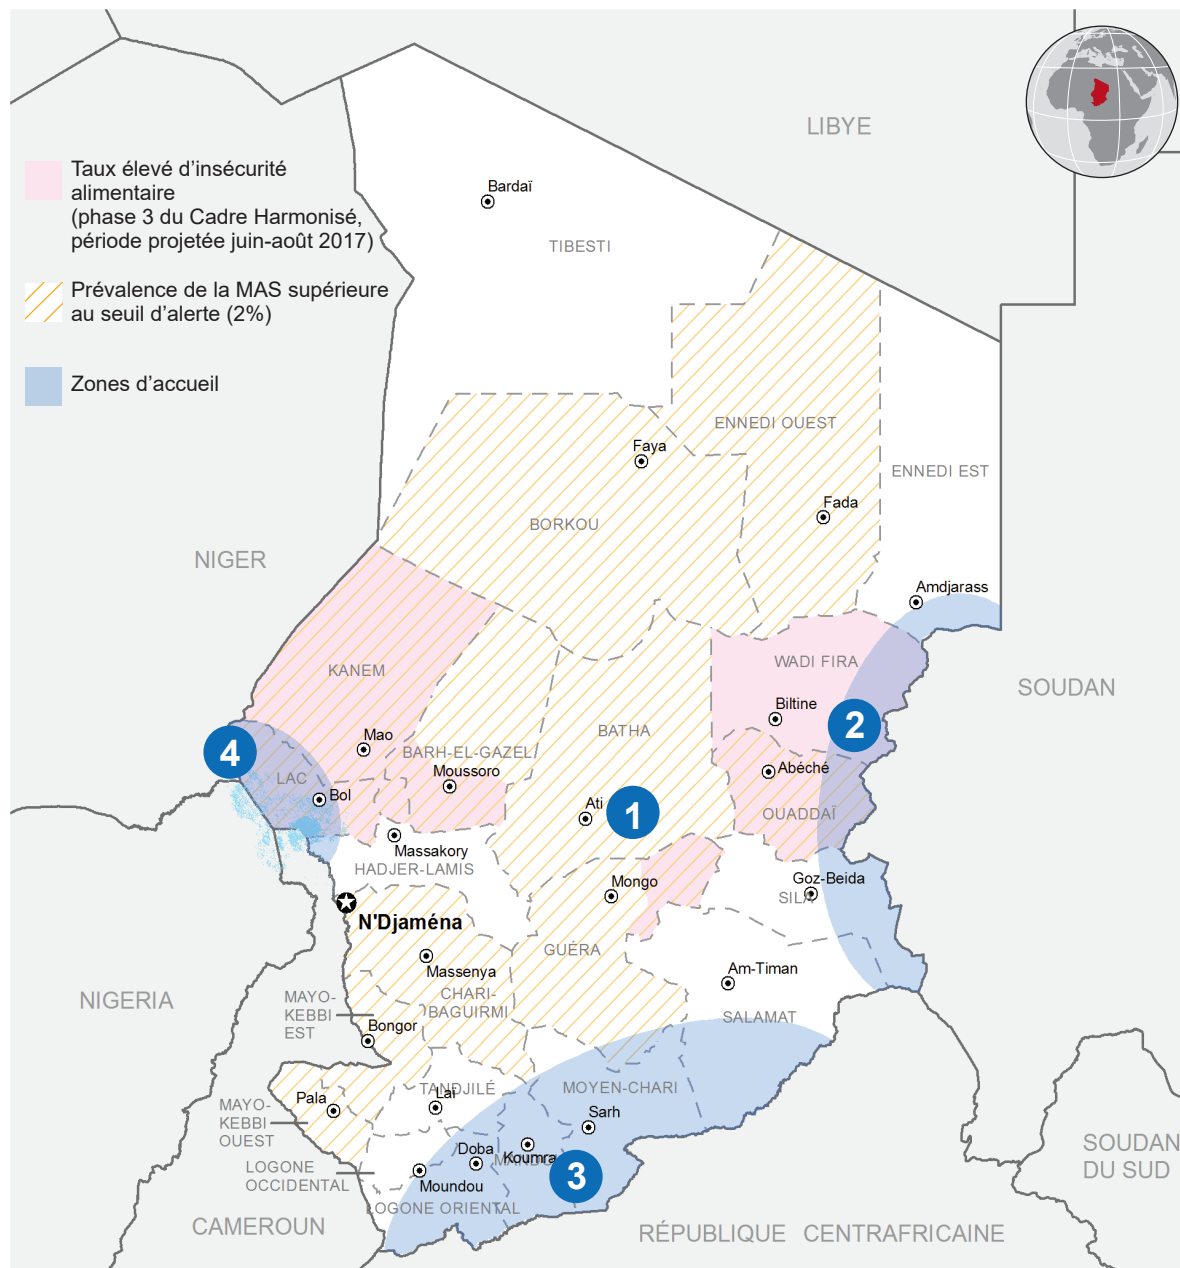 LIBYE
Taux élevé d’insécurité
alimentaire
(phase 3 du Cadre Harmonisé,
période projetée juin-août 2017)
Prévalence de la MAS supérieure
au seuil d’alerte (2%)
Zones d’accueil
Bardaï
TIBESTI
ENNEDI OUEST
Faya
ENNEDI EST
Fada
BORKOU
NIGER
Amdjarass
WADI FIRA
KANEM
SOUDAN
Biltine
2
BATHA
Mao
4
BARH-EL-GAZEL
Moussoro
Abéché
LAC
Bol
Ati
1
OUADDAÏ
Massakory
HADJER-LAMIS
Mongo
Goz-Beida
SILA
N'Djaména
GUÉRA
Massenya
Am-Timan
NIGERIA
MAYO-
KEBBI
EST
CHARI-
BAGUIRMI
Bongor
SALAMAT
TANDJILÉ
Laï
MOYEN-CHARI
Pala
MAYO-
KEBBI
OUEST
Sarh
Doba
Koumra
LOGONE
OCCIDENTAL
Moundou
3
LOGONE ORIENTAL
SOUDAN
DU SUD
CAMEROUN
RÉPUBLIQUE CENTRAFRICAINE